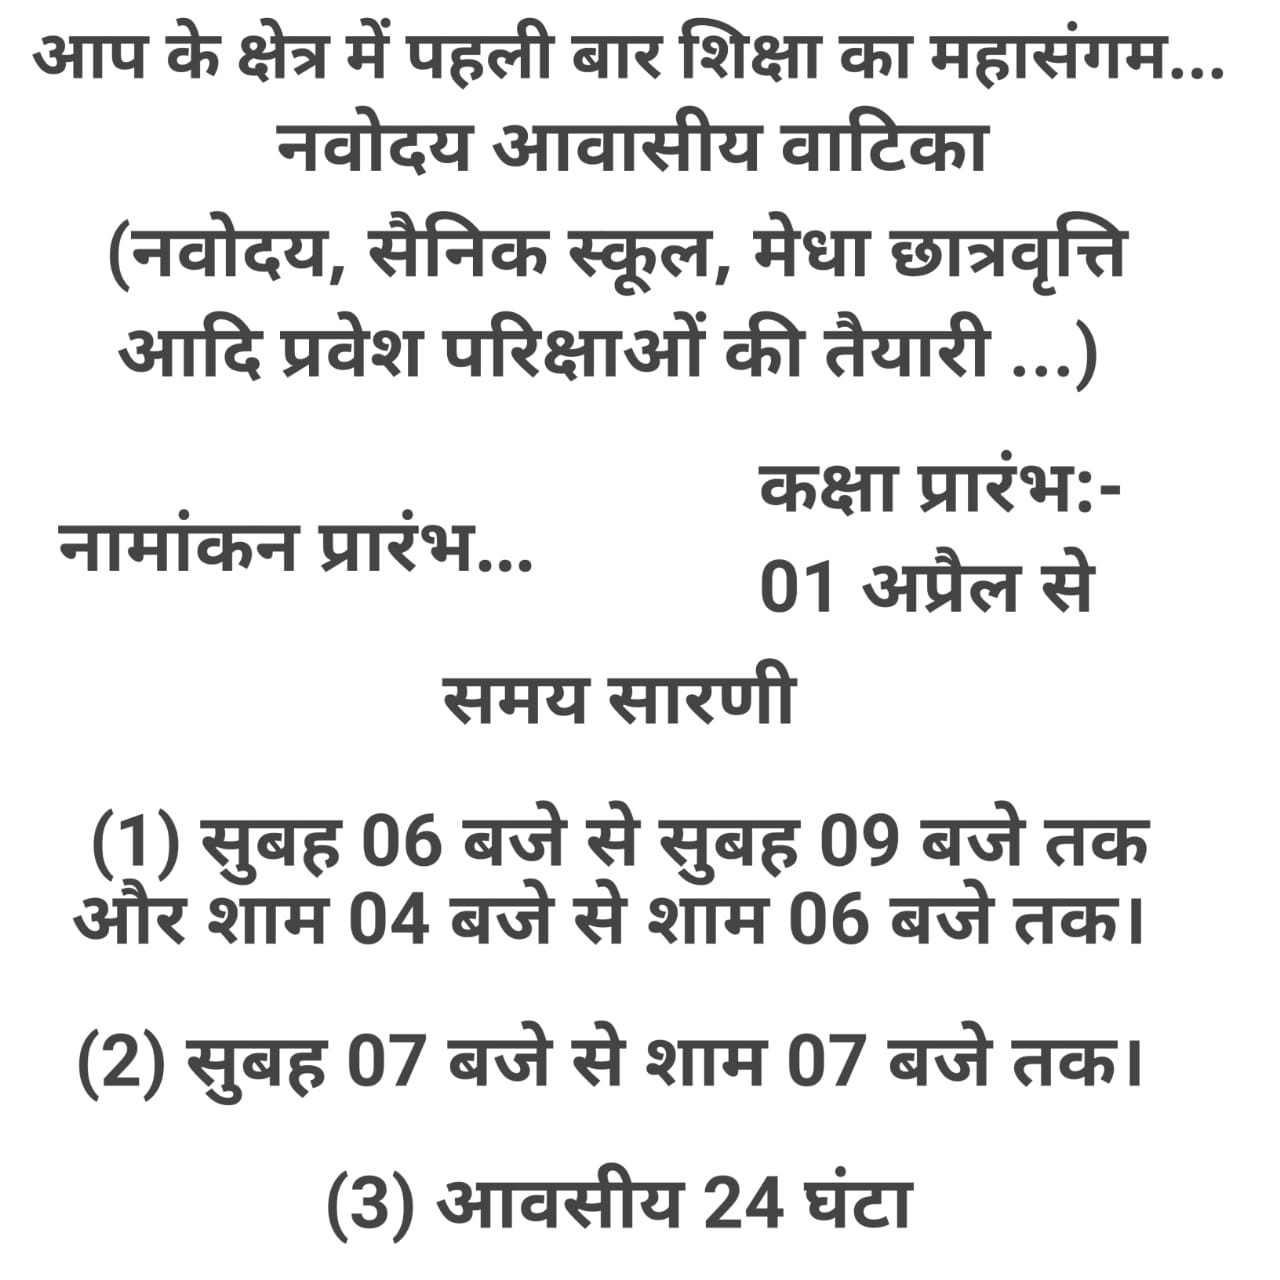 आप के क्षेत्र में पहली बार शिक्षा का महासंगम...
नवोदय आवासीय वाटिका
(नवोदय, सैनिक स्कूल, मेधा छात्रवृत्ति
आदि प्रवेश परिक्षाओं की तैयारी ...)
नामांकन प्रारंभ...
कक्षा प्रारंभ:-
01 अप्रैल से
समय सारणी
(1) सुबह 06 बजे से सुबह 09 बजे तक
और शाम 04 बजे से शाम 06 बजे तक।
(2) सुबह 07 बजे से शाम 07 बजे तक।
(3) आवसीय 24 घंटा